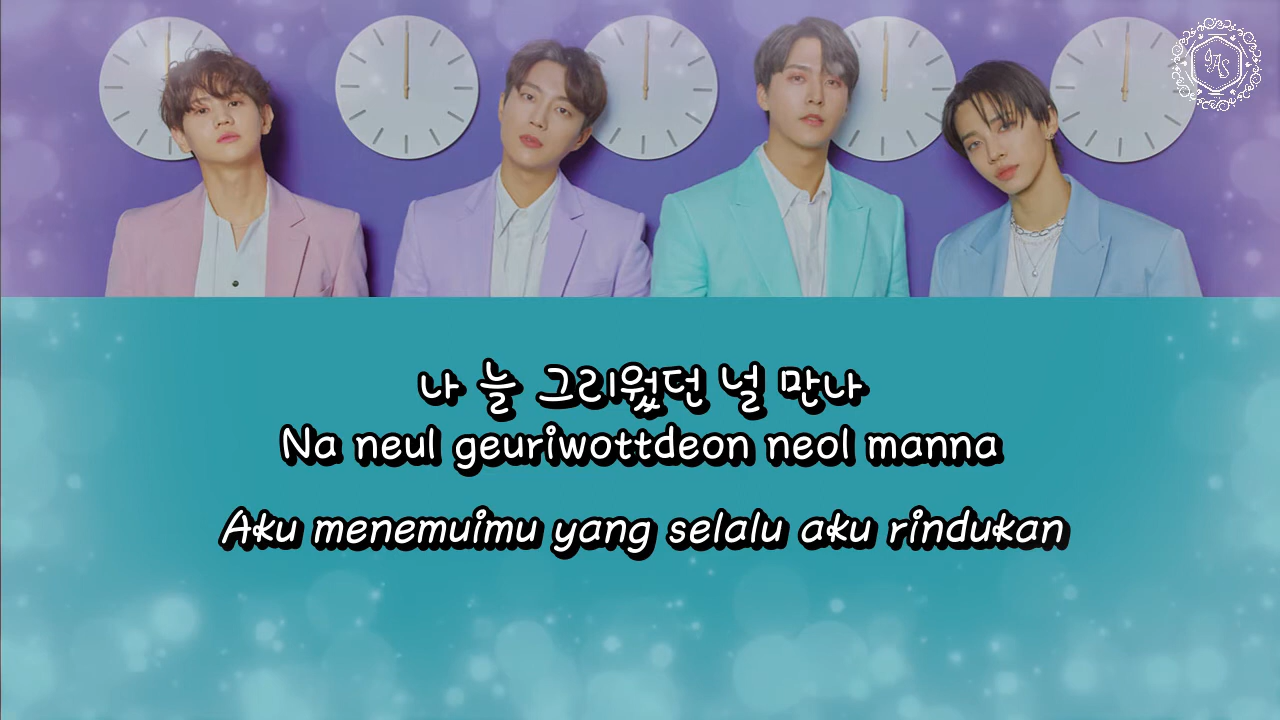 나 늘 그리웠던 널 만나
Na neul geuriwottdeon neol manna
Aku menemuimu yang selalu aku rindukan